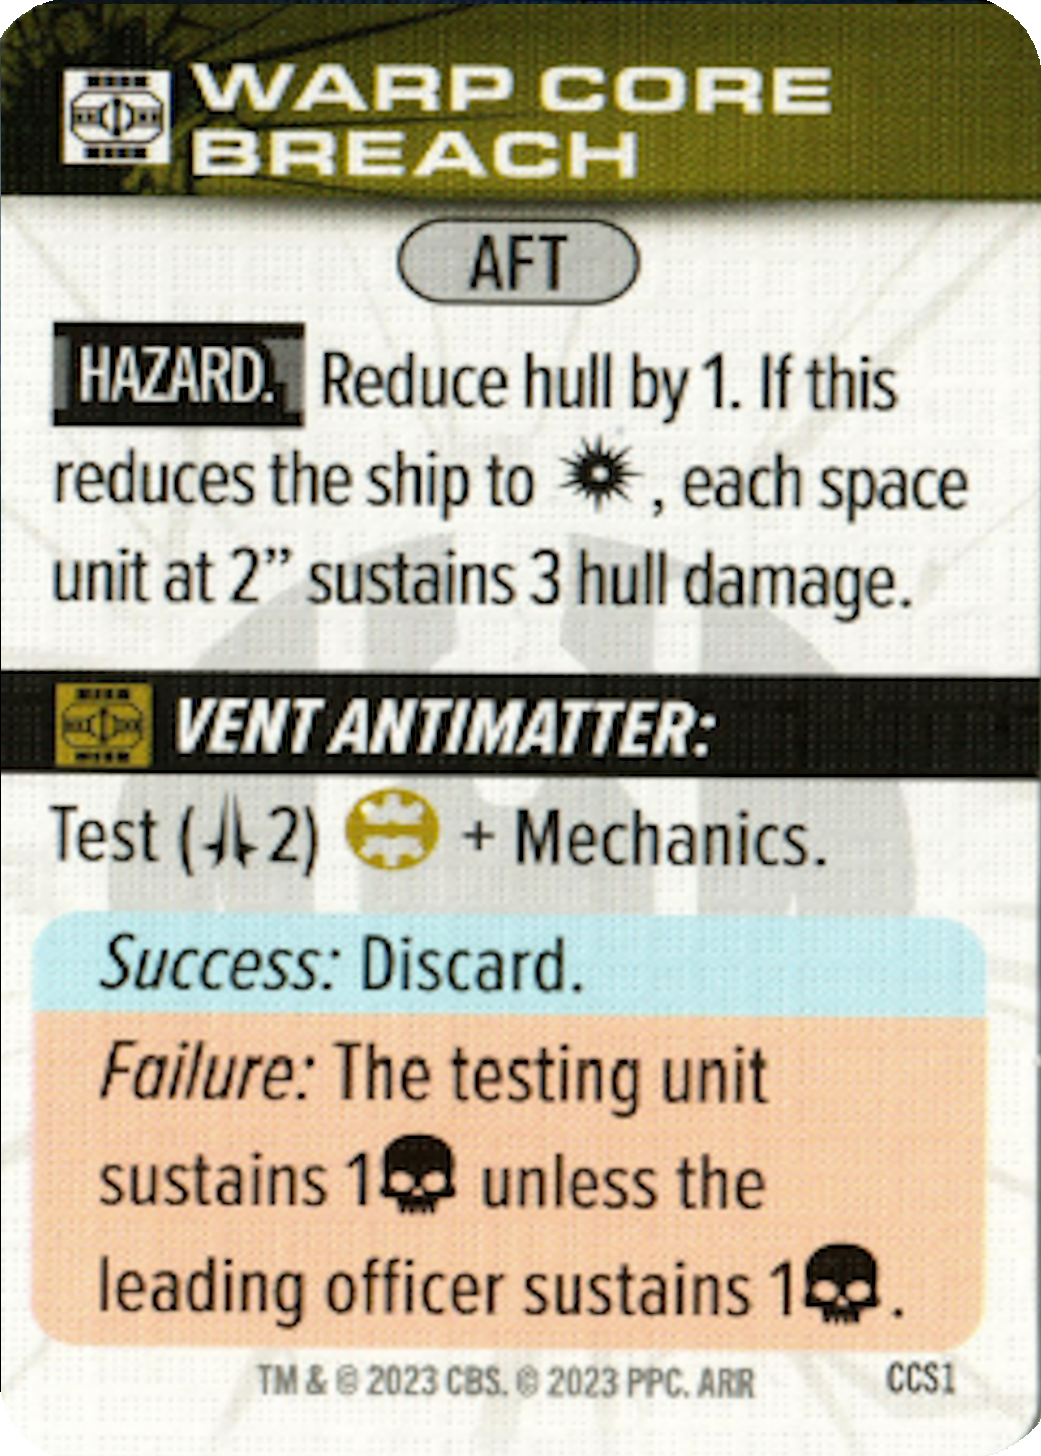 WARP CORE
BREACH
AFT
HAZARD. Reduce hull by 1. If this
reduces the ship to , each space
unit at 2” sustains 3 hull damage.
VENT ANTIMATTER:
Test ( 2) + Mechanics.
Success: Discard.
Failure: The testing unit
sustains 1 unless the
leading officer sustains 1 .
TM & © 2023 CBS. © 2023 PPC. ARR
CCS1